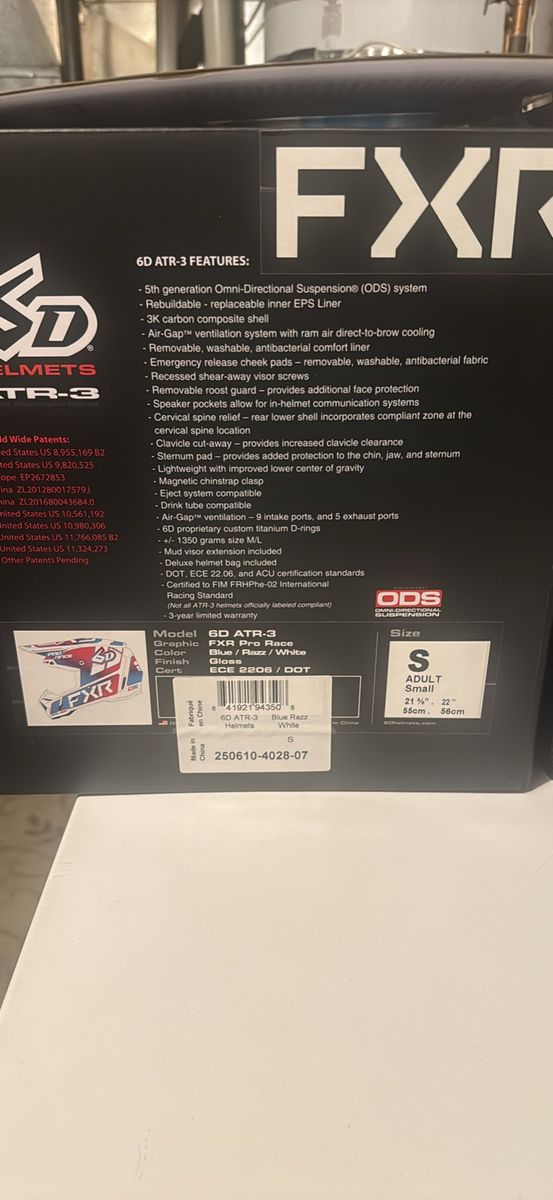 FXR
6D ATR-3 FEATURES:
- 5th generation Omni-Directional Suspension® (ODS) system
- Rebuildable - replaceable inner EPS Liner
- 3K carbon composite shell
- Air-Gap™ ventilation system with ram air direct-to-brow cooling
- Removable, washable, antibacterial comfort liner
- Emergency release cheek pads – removable, washable, antibacterial fabric
- Recessed shear-away visor screws
- Removable roost guard – provides additional face protection
- Speaker pockets allow for in-helmet communication systems
- Cervical spine relief – rear lower shell incorporates compliant zone at the
cervical spine location
- Clavicle cut-away – provides increased clavicle clearance
- Sternum pad – provides added protection to the chin, jaw, and sternum
- Lightweight with improved lower center of gravity
- Magnetic chinstrap clasp
- Eject system compatible
- Drink tube compatible
- Air-Gap™ ventilation – 9 intake ports, and 5 exhaust ports
- 6D proprietary custom titanium D-rings
- +/- 1350 grams size M/L
- Mud visor extension included
- Deluxe helmet bag included
- DOT, ECE 22.06, and ACU certification standards
- Certified to FIM FRHPhe-02 International
Racing Standard
(Not all ATR-3 helmets officially labeled compliant)
- 3-year limited warranty
6D®
ELMETS
ATR-3
ld Wide Patents:
ted States US 8,955,169 B2
ted States US 9,820,525
rope EP2672853
ina ZL201280017579.1
hina ZL201680043684.0
United States US 10,561,192
United States US 10,980,306
United States US 11,766,085 B2
United States US 11,324,273
Other Patents Pending
ODS
OMNI-DIRECTIONAL
SUSPENSION
Model 6D ATR-3
Graphic FXR Pro Race
Color Blue / Razz / White
Finish Gloss
Cert ECE 2206 / DOT
Size
S
ADULT
Small
21 ⅝" . 22"
55cm . 56cm
6Dhelmets.com
in China
FXR
6D
Fabriqué
en Chine
Made in
China
8 41921 94350 8
6D ATR-3 Blue Razz
Helmets White
S
250610-4028-07